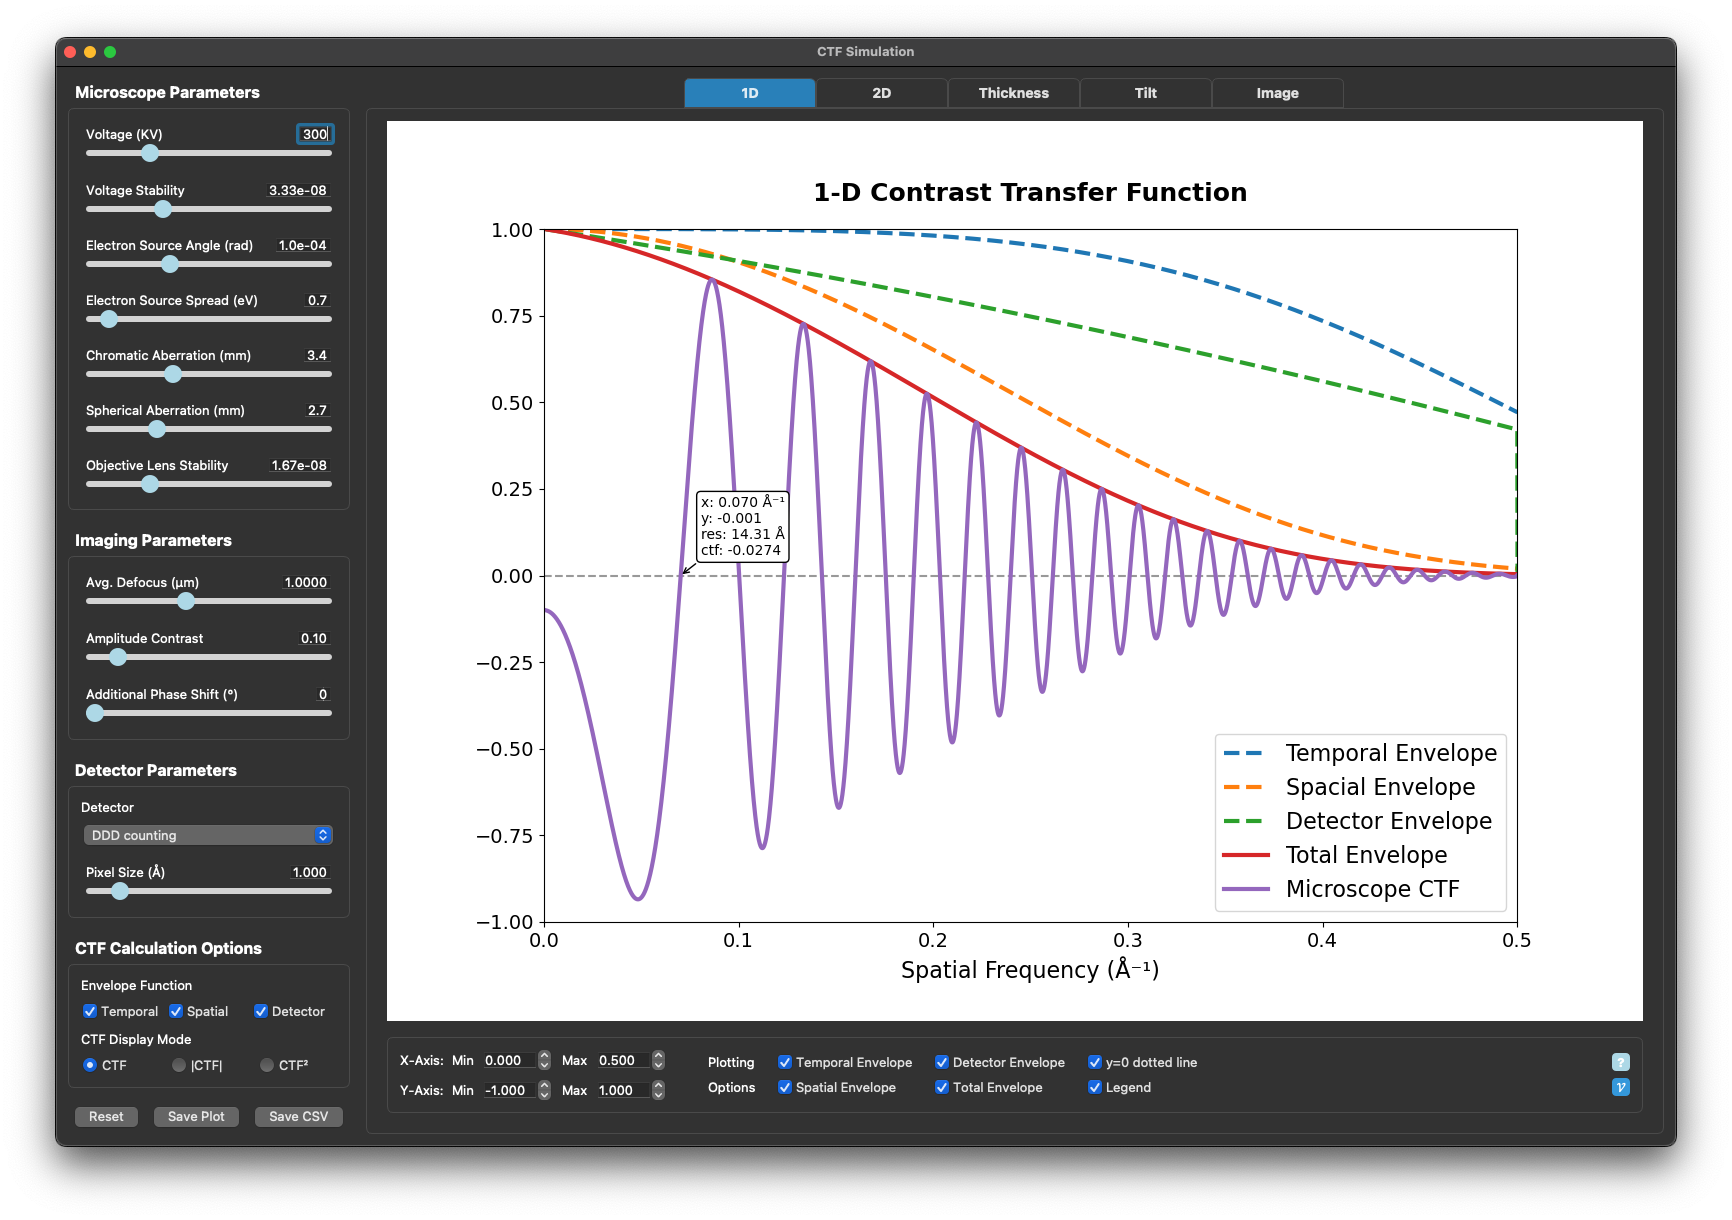 CTF Simulation
Microscope Parameters
Voltage (KV) 300
Voltage Stability 3.33e-08
Electron Source Angle (rad) 1.0e-04
Electron Source Spread (eV) 0.7
Chromatic Aberration (mm) 3.4
Spherical Aberration (mm) 2.7
Objective Lens Stability 1.67e-08
Imaging Parameters
Avg. Defocus (µm) 1.0000
Amplitude Contrast 0.10
Additional Phase Shift (°) 0
Detector Parameters
Detector
DDD counting
Pixel Size (Å) 1.000
CTF Calculation Options
Envelope Function
Temporal Spatial Detector
CTF Display Mode
CTF |CTF| CTF²
Reset Save Plot Save CSV
1D 2D Thickness Tilt Image
1-D Contrast Transfer Function
1.00
0.75
0.50
0.25
0.00
−0.25
−0.50
−0.75
−1.00
x: 0.070 Å⁻¹
y: -0.001
res: 14.31 Å
ctf: -0.0274
Temporal Envelope
Spacial Envelope
Detector Envelope
Total Envelope
Microscope CTF
0.0 0.1 0.2 0.3 0.4 0.5
Spatial Frequency (Å⁻¹)
X-Axis: Min 0.000 Max 0.500 Plotting Temporal Envelope Detector Envelope y=0 dotted line ?
Y-Axis: Min -1.000 Max 1.000 Options Spatial Envelope Total Envelope Legend